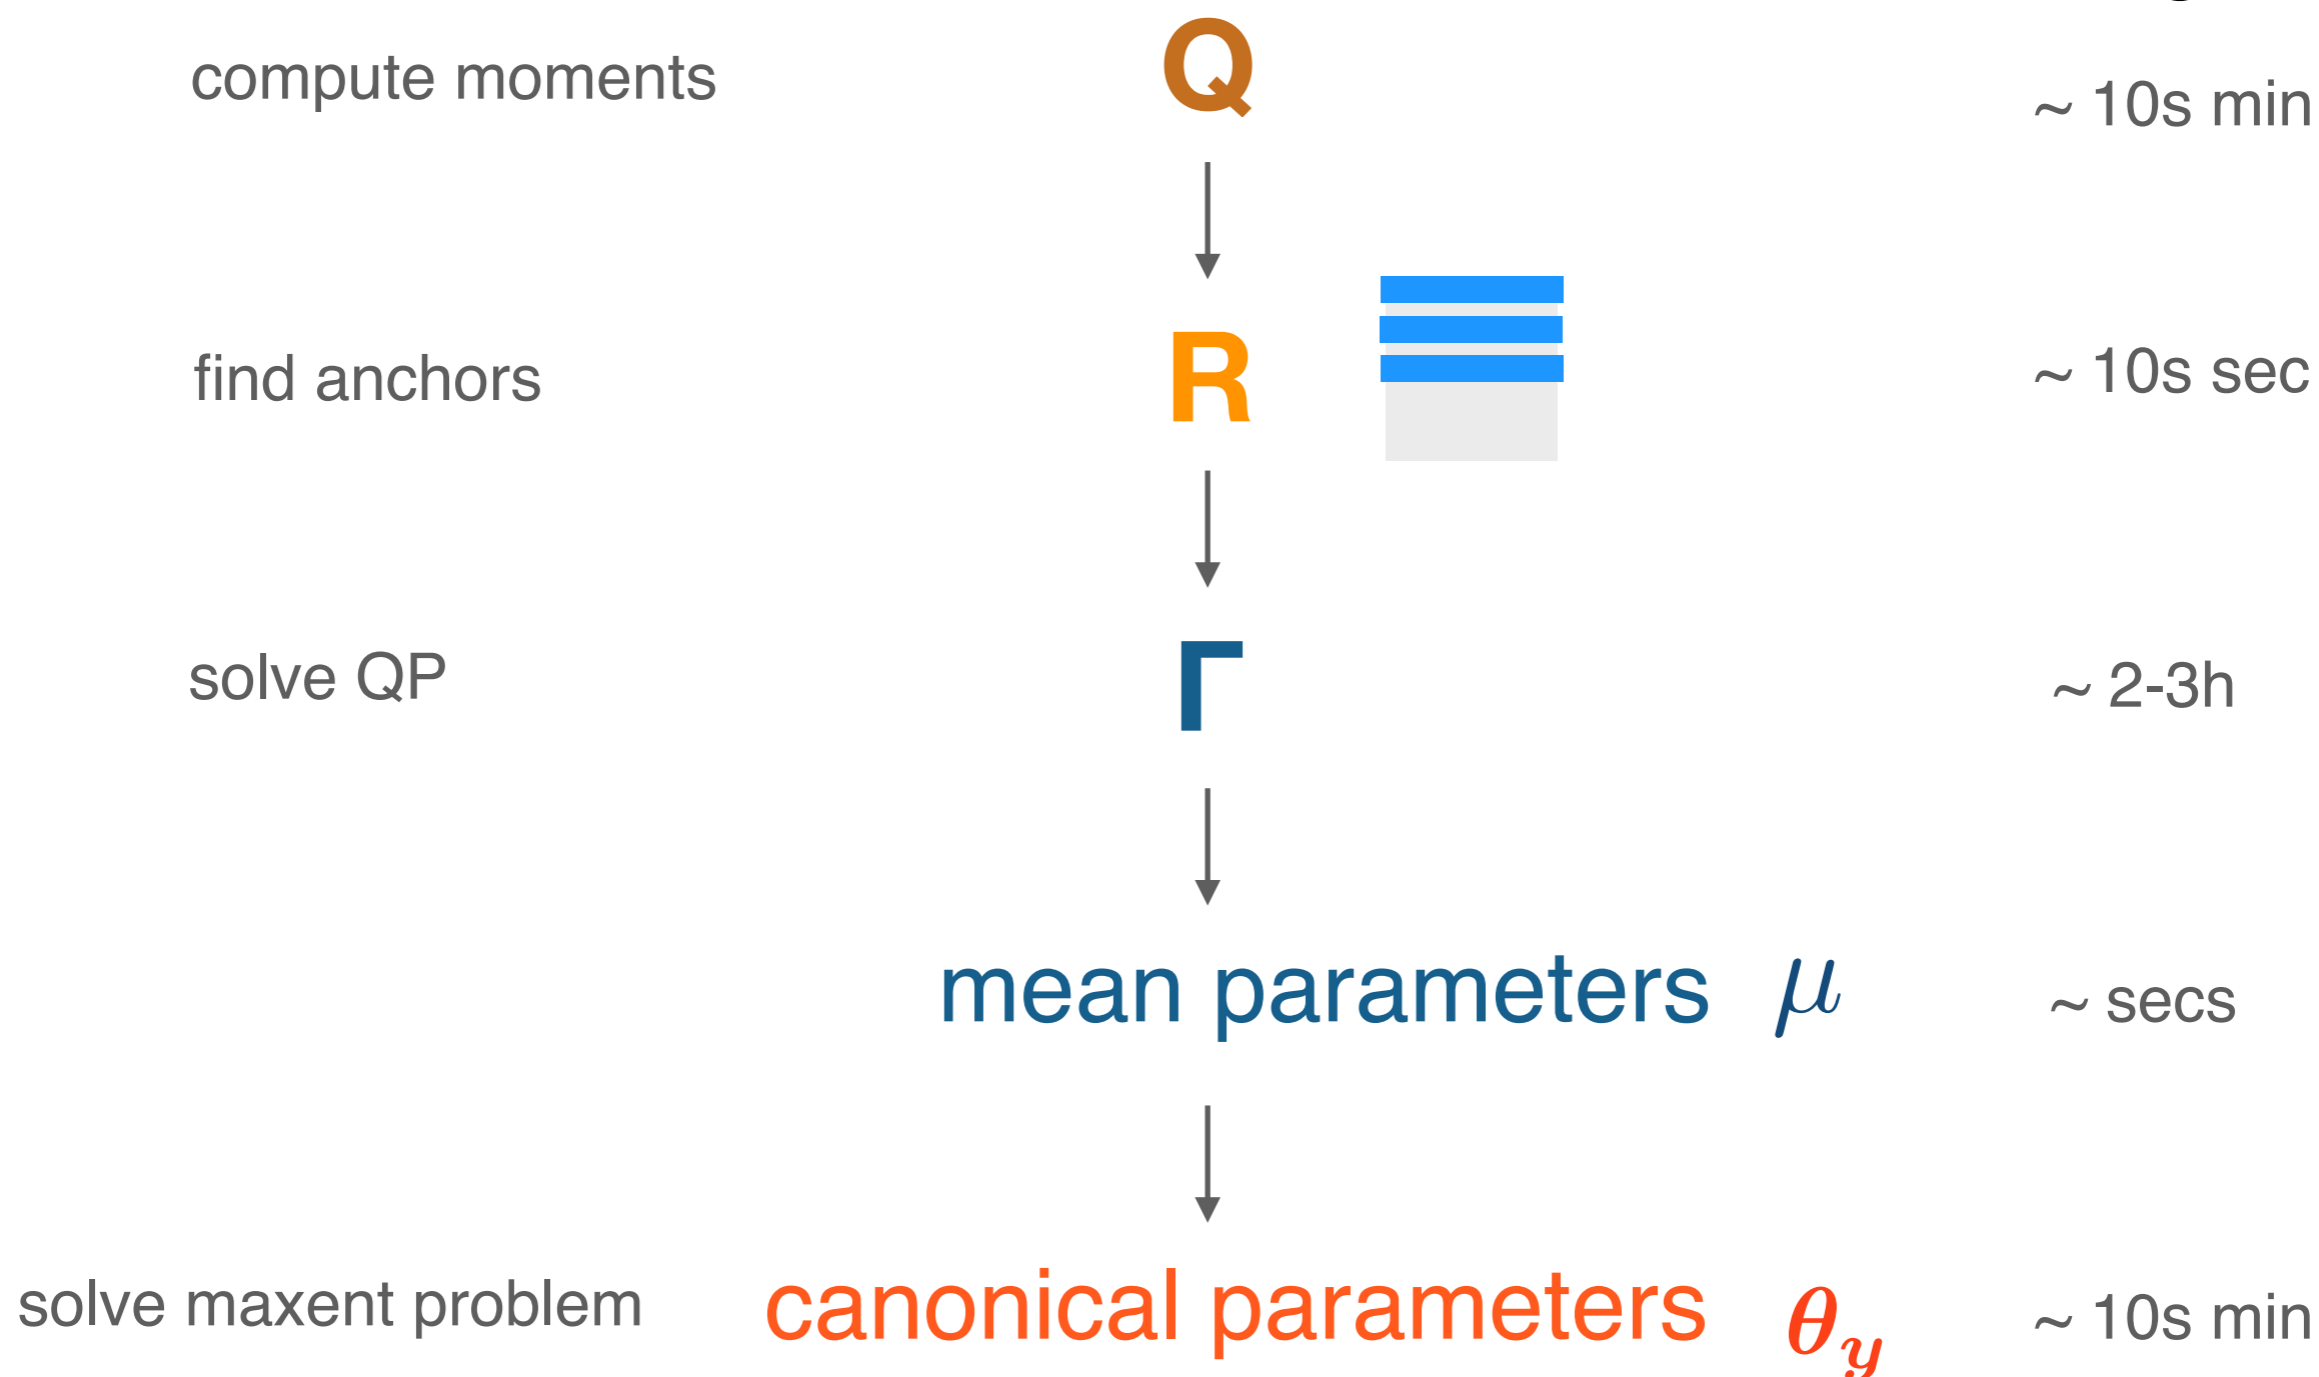 compute moments Q ~ 10s min
find anchors R ~ 10s sec
solve QP Γ ~ 2-3h
mean parameters μ ~ secs
solve maxent problem canonical parameters θ_y ~ 10s min